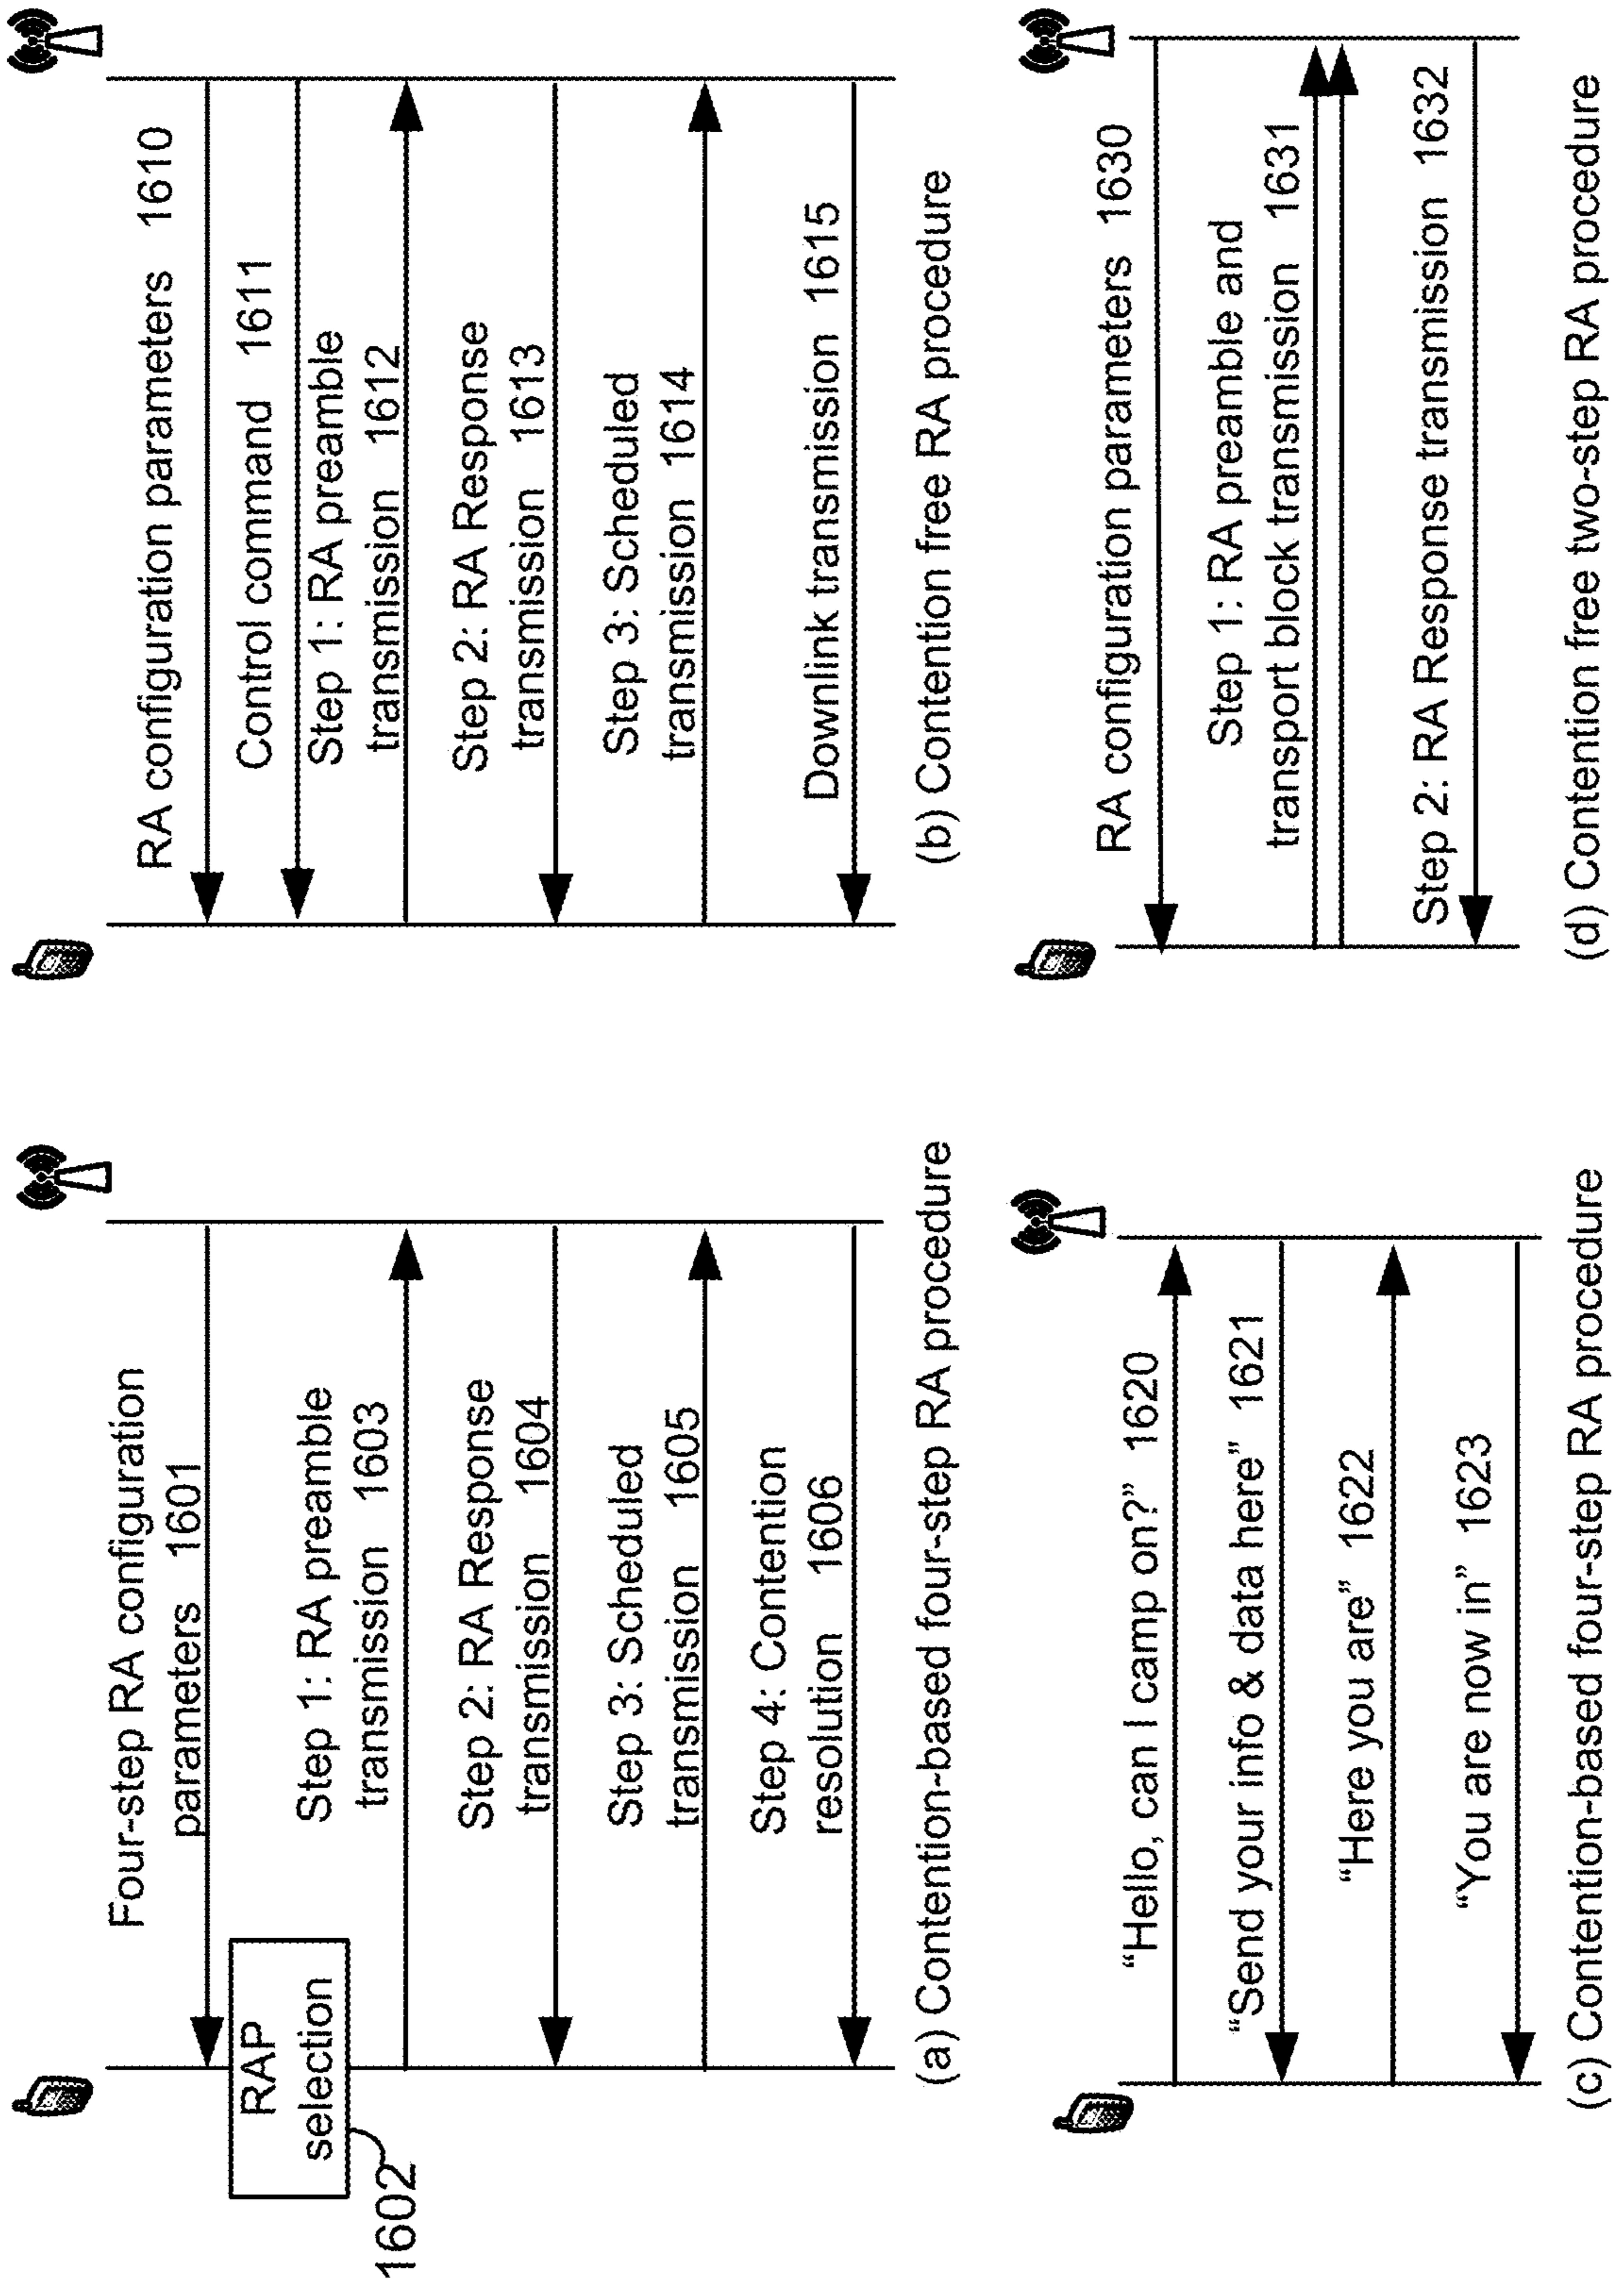 Four-step RA configuration
parameters 1601
RAP
selection
1602
Step 1: RA preamble
transmission 1603
Step 2: RA Response
transmission 1604
Step 3: Scheduled
transmission 1605
Step 4: Contention
resolution 1606
(a) Contention-based four-step RA procedure
RA configuration parameters 1610
Control command 1611
Step 1: RA preamble
transmission 1612
Step 2: RA Response
transmission 1613
Step 3: Scheduled
transmission 1614
Downlink transmission 1615
(b) Contention free RA procedure
“Hello, can I camp on?” 1620
“Send your info & data here” 1621
“Here you are” 1622
“You are now in” 1623
(c) Contention-based four-step RA procedure
RA configuration parameters 1630
Step 1: RA preamble and
transport block transmission 1631
Step 2: RA Response transmission 1632
(d) Contention free two-step RA procedure